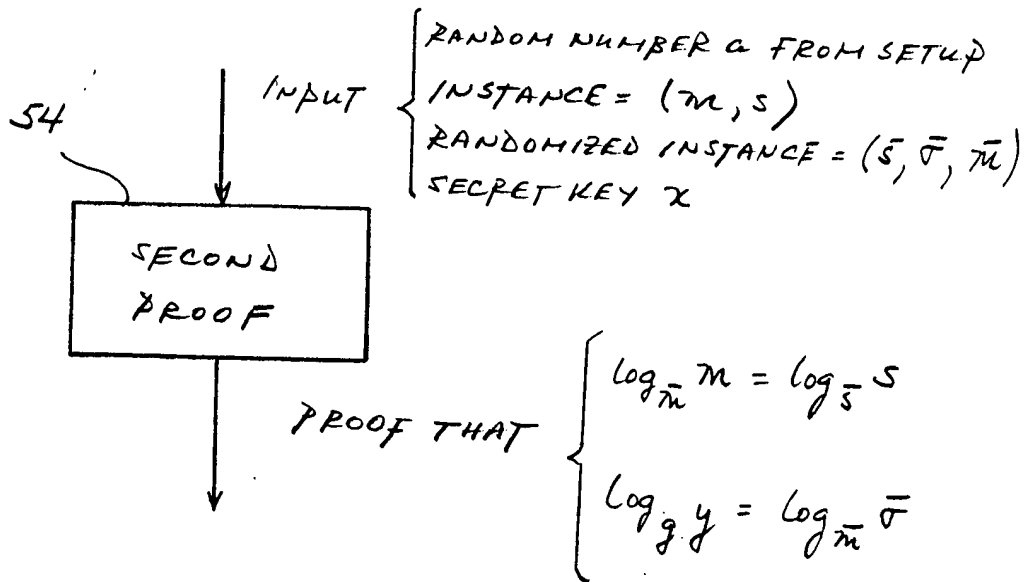 RANDOM NUMBER a FROM SETUP
INPUT
INSTANCE = (m, s)
RANDOMIZED INSTANCE = (s̄, σ̄, m̄)
SECRET KEY x
54
SECOND
PROOF
PROOF THAT
log_m̄ m = log_s̄ s
log_g y = log_m̄ σ̄